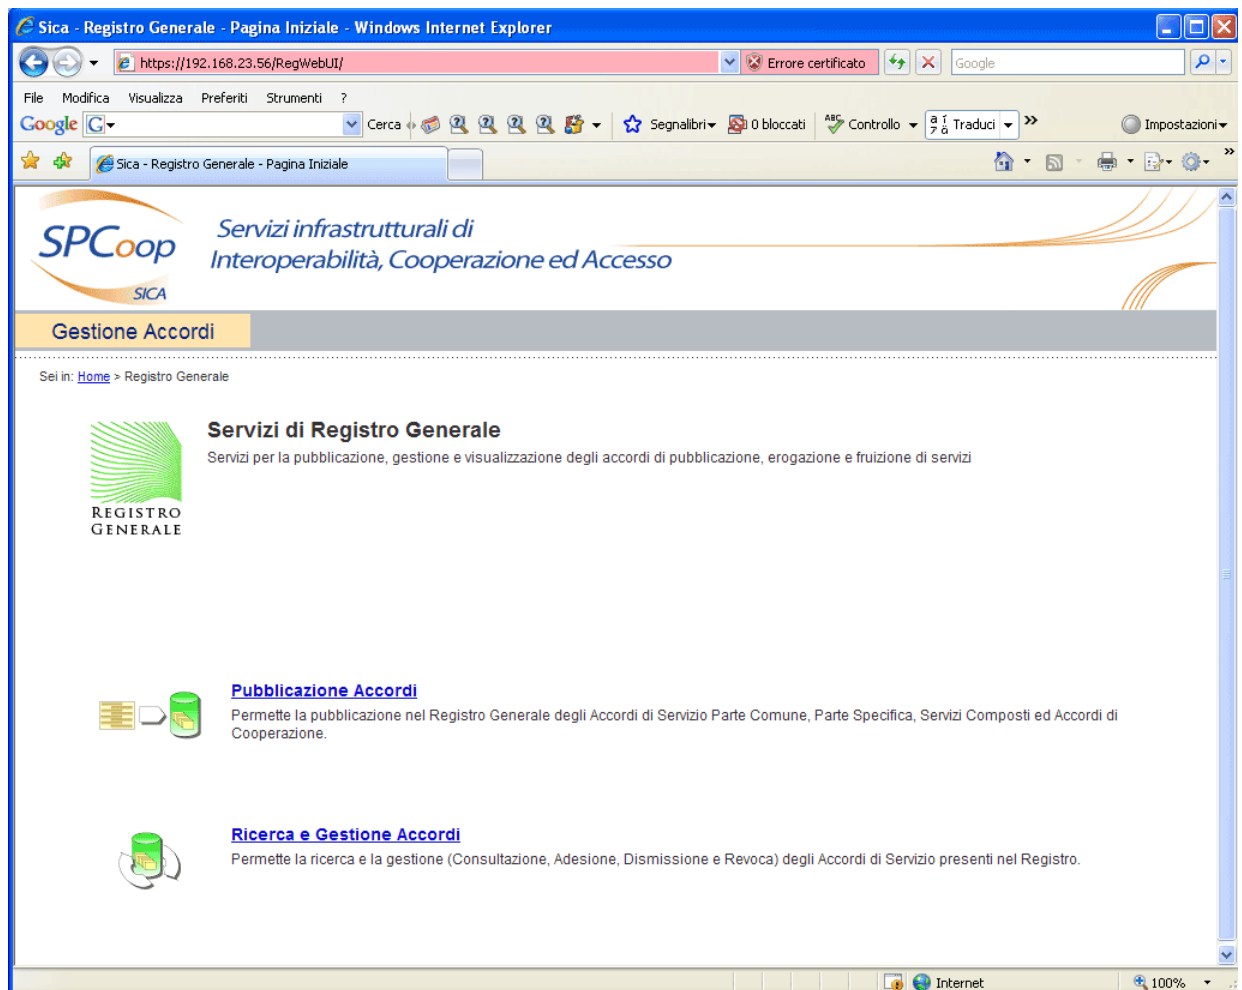 Sica - Registro Generale - Pagina Iniziale - Windows Internet Explorer
https://192.168.23.56/RegWebUI/
Errore certificato
Google
File Modifica Visualizza Preferiti Strumenti ?
Google G Cerca Segnalibri 0 bloccati ABC Controllo Traduci Impostazioni
Sica - Registro Generale - Pagina Iniziale
SPCoop
SICA
Servizi infrastrutturali di
Interoperabilità, Cooperazione ed Accesso
Gestione Accordi
Sei in: Home > Registro Generale
REGISTRO
GENERALE
Servizi di Registro Generale
Servizi per la pubblicazione, gestione e visualizzazione degli accordi di pubblicazione, erogazione e fruizione di servizi
Pubblicazione Accordi
Permette la pubblicazione nel Registro Generale degli Accordi di Servizio Parte Comune, Parte Specifica, Servizi Composti ed Accordi di
Cooperazione.
Ricerca e Gestione Accordi
Permette la ricerca e la gestione (Consultazione, Adesione, Dismissione e Revoca) degli Accordi di Servizio presenti nel Registro.
Internet
100%